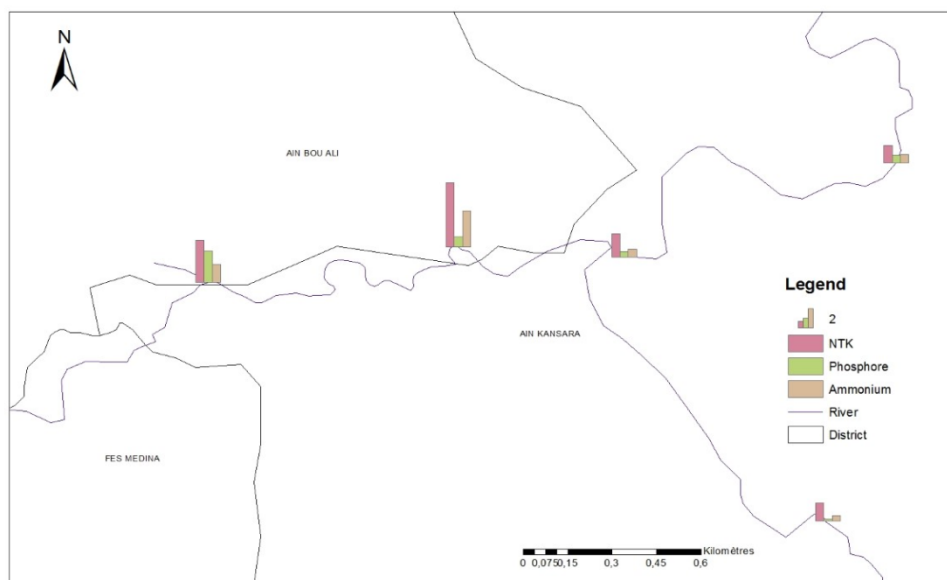 N
AIN BOU ALI
AIN KANSARA
FES MEDINA
Legend
2
NTK
Phosphore
Ammonium
River
District
Kilomètres
0 0,075 0,15 0,3 0,45 0,6